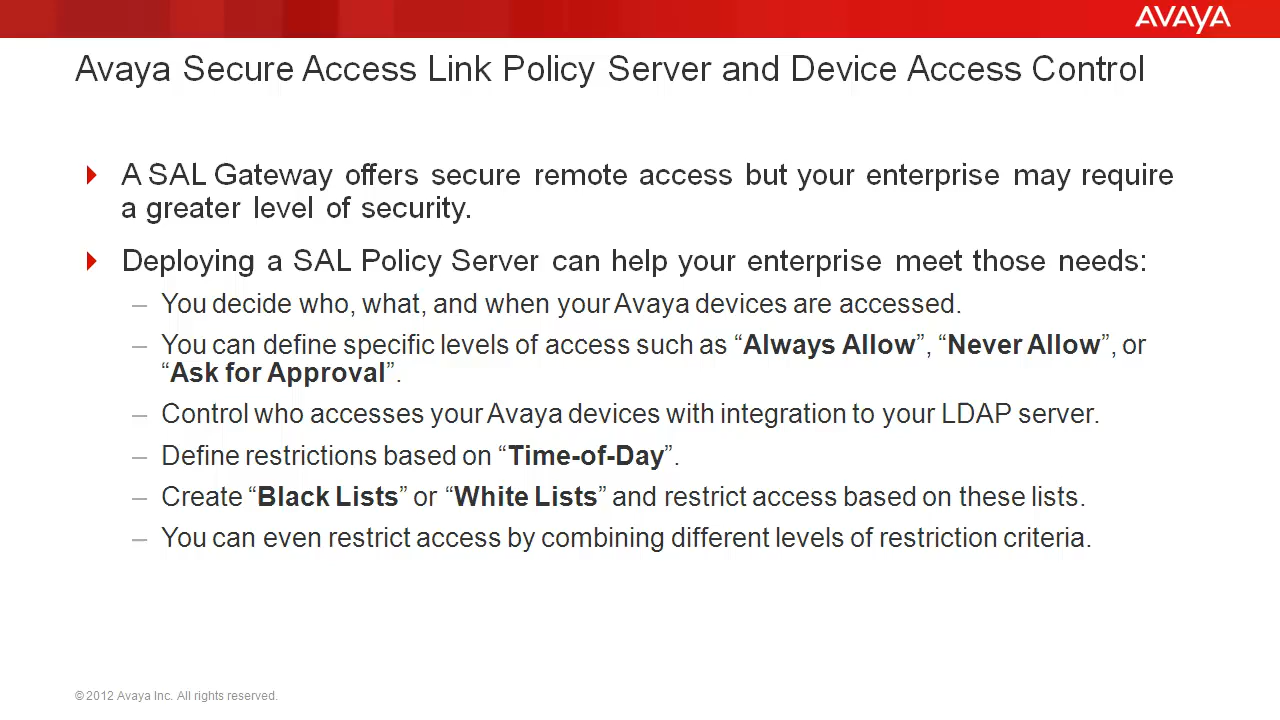 AVAYA
Avaya Secure Access Link Policy Server and Device Access Control
A SAL Gateway offers secure remote access but your enterprise may require
a greater level of security.
Deploying a SAL Policy Server can help your enterprise meet those needs:
– You decide who, what, and when your Avaya devices are accessed.
– You can define specific levels of access such as “Always Allow”, “Never Allow”, or
“Ask for Approval”.
– Control who accesses your Avaya devices with integration to your LDAP server.
– Define restrictions based on “Time-of-Day”.
– Create “Black Lists” or “White Lists” and restrict access based on these lists.
– You can even restrict access by combining different levels of restriction criteria.
© 2012 Avaya Inc. All rights reserved.